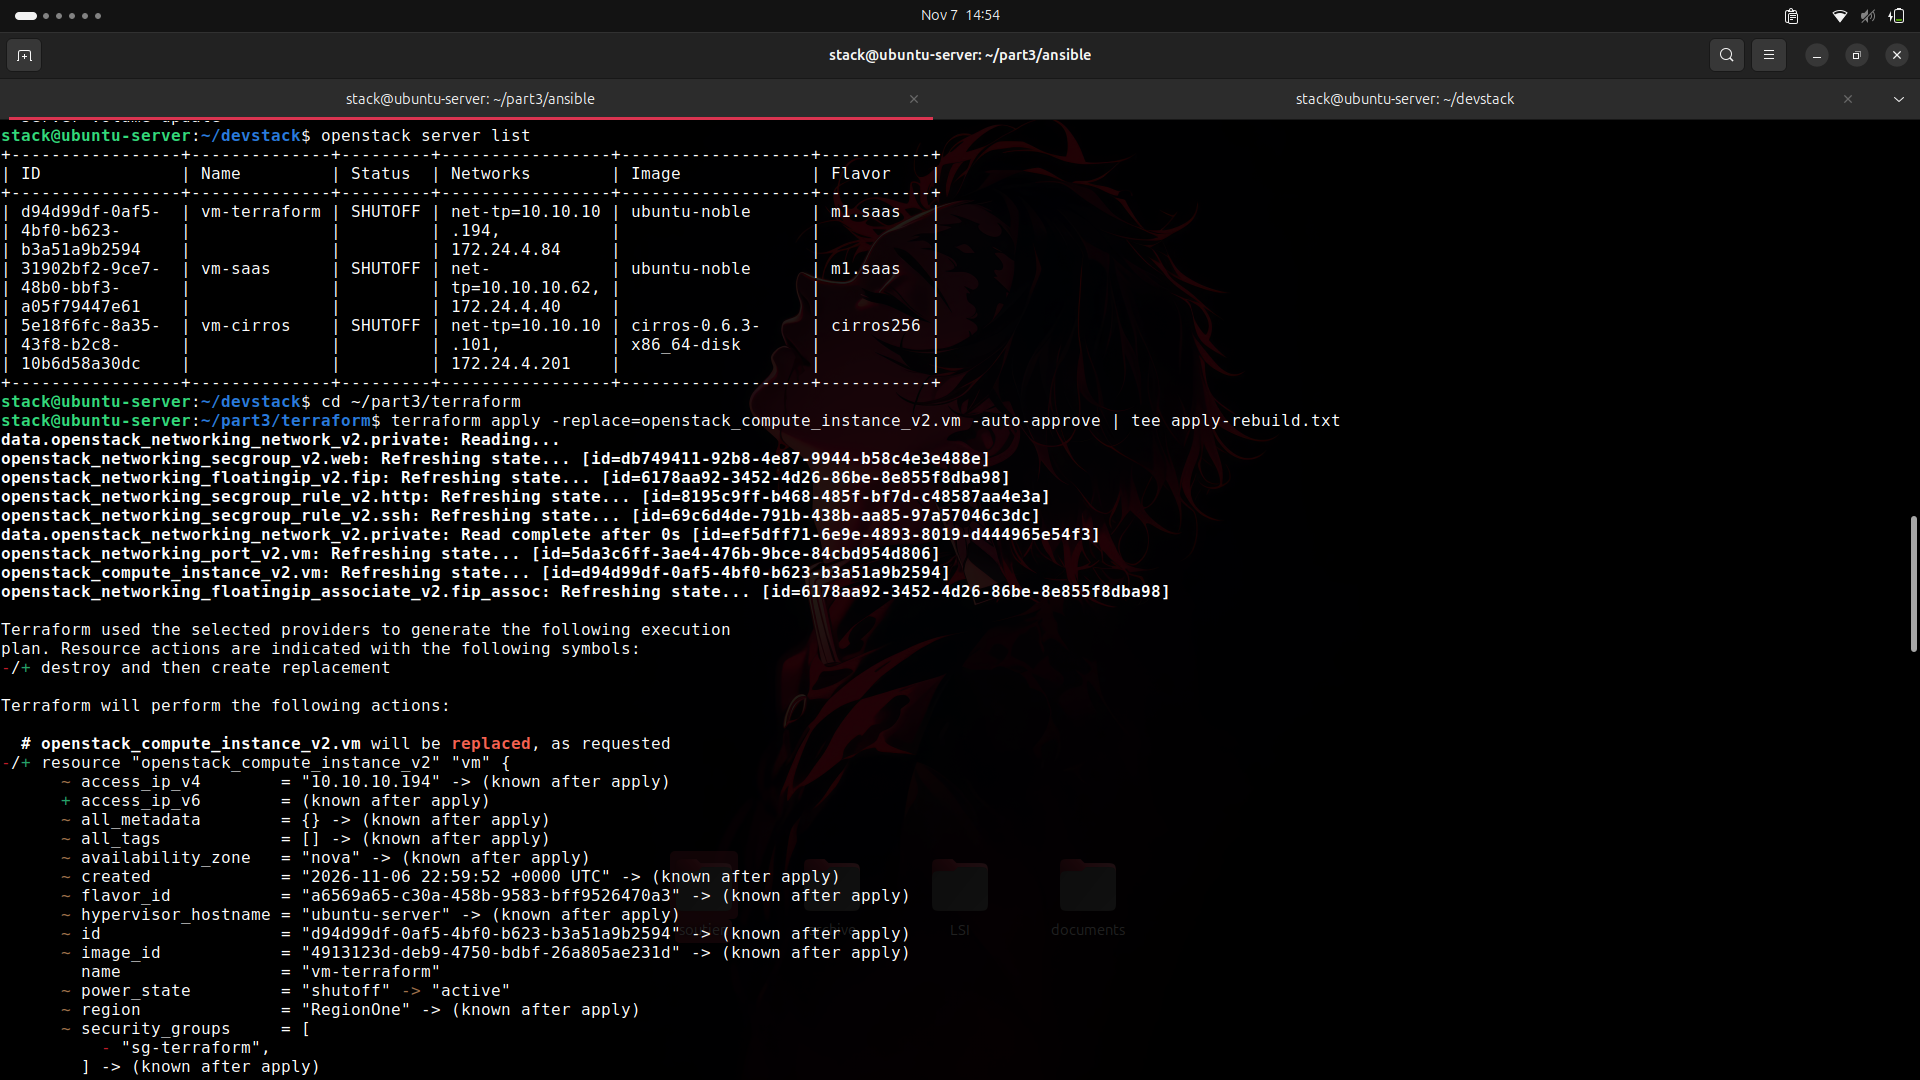 Nov 7 14:54
stack@ubuntu-server: ~/part3/ansible
stack@ubuntu-server: ~/part3/ansible
stack@ubuntu-server: ~/devstack
stack@ubuntu-server:~/devstack$ openstack server list
+-----------------+--------------+---------+-----------------+-------------------+-----------+
| ID              | Name         | Status  | Networks        | Image             | Flavor    |
+-----------------+--------------+---------+-----------------+-------------------+-----------+
| d94d99df-0af5-  | vm-terraform | SHUTOFF | net-tp=10.10.10 | ubuntu-noble      | m1.saas   |
| 4bf0-b623-      |              |         | .194,           |                   |           |
| b3a51a9b2594    |              |         | 172.24.4.84     |                   |           |
| 31902bf2-9ce7-  | vm-saas      | SHUTOFF | net-            | ubuntu-noble      | m1.saas   |
| 48b0-bbf3-      |              |         | tp=10.10.10.62, |                   |           |
| a05f79447e61    |              |         | 172.24.4.40     |                   |           |
| 5e18f6fc-8a35-  | vm-cirros    | SHUTOFF | net-tp=10.10.10 | cirros-0.6.3-     | cirros256 |
| 43f8-b2c8-      |              |         | .101,           | x86_64-disk       |           |
| 10b6d58a30dc    |              |         | 172.24.4.201    |                   |           |
+-----------------+--------------+---------+-----------------+-------------------+-----------+
stack@ubuntu-server:~/devstack$ cd ~/part3/terraform
stack@ubuntu-server:~/part3/terraform$ terraform apply -replace=openstack_compute_instance_v2.vm -auto-approve | tee apply-rebuild.txt
data.openstack_networking_network_v2.private: Reading...
openstack_networking_secgroup_v2.web: Refreshing state... [id=db749411-92b8-4e87-9944-b58c4e3e488e]
openstack_networking_floatingip_v2.fip: Refreshing state... [id=6178aa92-3452-4d26-86be-8e855f8dba98]
openstack_networking_secgroup_rule_v2.http: Refreshing state... [id=8195c9ff-b468-485f-bf7d-c48587aa4e3a]
openstack_networking_secgroup_rule_v2.ssh: Refreshing state... [id=69c6d4de-791b-438b-aa85-97a57046c3dc]
data.openstack_networking_network_v2.private: Read complete after 0s [id=ef5dff71-6e9e-4893-8019-d444965e54f3]
openstack_networking_port_v2.vm: Refreshing state... [id=5da3c6ff-3ae4-476b-9bce-84cbd954d806]
openstack_compute_instance_v2.vm: Refreshing state... [id=d94d99df-0af5-4bf0-b623-b3a51a9b2594]
openstack_networking_floatingip_associate_v2.fip_assoc: Refreshing state... [id=6178aa92-3452-4d26-86be-8e855f8dba98]
Terraform used the selected providers to generate the following execution
plan. Resource actions are indicated with the following symbols:
-/+ destroy and then create replacement
Terraform will perform the following actions:
  # openstack_compute_instance_v2.vm will be replaced, as requested
-/+ resource "openstack_compute_instance_v2" "vm" {
      ~ access_ip_v4        = "10.10.10.194" -> (known after apply)
      + access_ip_v6        = (known after apply)
      ~ all_metadata        = {} -> (known after apply)
      ~ all_tags            = [] -> (known after apply)
      ~ availability_zone   = "nova" -> (known after apply)
      ~ created             = "2026-11-06 22:59:52 +0000 UTC" -> (known after apply)
      ~ flavor_id           = "a6569a65-c30a-458b-9583-bff9526470a3" -> (known after apply)
      ~ hypervisor_hostname = "ubuntu-server" -> (known after apply)
      ~ id                  = "d94d99df-0af5-4bf0-b623-b3a51a9b2594" -> (known after apply)
      ~ image_id            = "4913123d-deb9-4750-bdbf-26a805ae231d" -> (known after apply)
        name                = "vm-terraform"
      ~ power_state         = "shutoff" -> "active"
      ~ region              = "RegionOne" -> (known after apply)
      ~ security_groups     = [
          - "sg-terraform",
        ] -> (known after apply)
LSI
documents